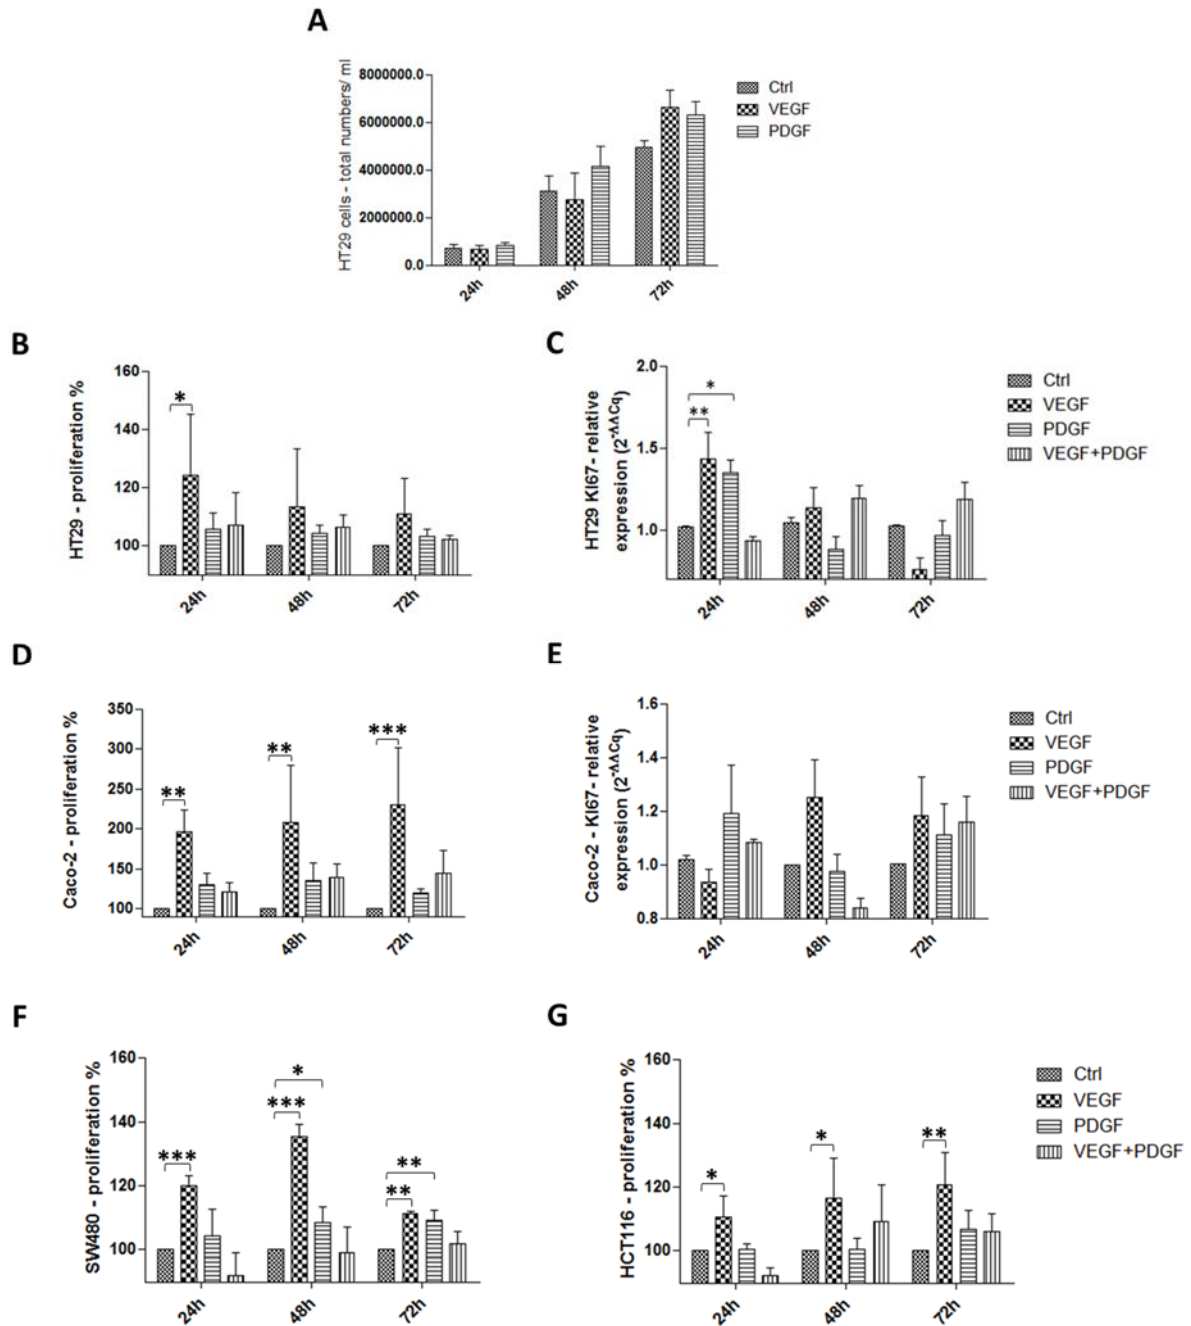 A
HT29 cells - total numbers/ ml
8000000.0
6000000.0
4000000.0
2000000.0
0.0
24h
48h
72h
Ctrl
VEGF
PDGF
B
HT29 - proliferation %
160
140
120
100
*
24h
48h
72h
C
HT29 KI67- relative
expression (2-ΔΔCq)
2.0
1.5
1.0
*
**
24h
48h
72h
Ctrl
VEGF
PDGF
VEGF+PDGF
D
Caco-2 - proliferation %
350
300
250
200
150
100
**
**
***
24h
48h
72h
E
Caco-2 - KI67- relative
expression (2-ΔΔCq)
1.6
1.4
1.2
1.0
0.8
24h
48h
72h
Ctrl
VEGF
PDGF
VEGF+PDGF
F
SW480 - proliferation %
160
140
120
100
***
***
*
**
**
24h
48h
72h
G
HCT116 - proliferation %
160
140
120
100
*
*
**
24h
48h
72h
Ctrl
VEGF
PDGF
VEGF+PDGF